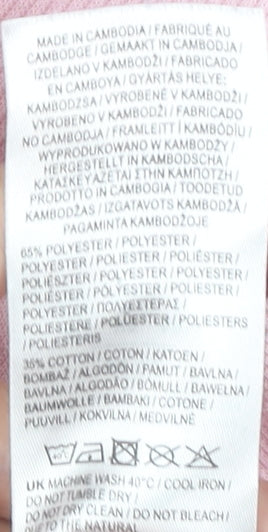 MADE IN CAMBODIA / FABRIQUÉ AU
CAMBODGE / GEMAAKT IN CAMBODJA /
IZDELANO V KAMBODŽI / FABRICADO
EN CAMBOYA / GYÁRTÁS HELYE:
KAMBODZSA / VYROBENÉ V KAMBODŽI /
VYROBENO V KAMBODŽI / FABRICADO
NO CAMBODJA / FRAMLEITT Í KAMBÓDÍU /
WYPRODUKOWANO W KAMBODŻY /
HERGESTELLT IN KAMBODSCHA /
ΚΑΤΑΣΚΕΥΑΖΕΤΑΙ ΣΤΗΝ ΚΑΜΠΟΤΖΗ /
PRODOTTO IN CAMBOGIA / TOODETUD
KAMBODŽAS / IZGATAVOTS KAMBODŽĀ /
PAGAMINTA KAMBODŽOJE
65% POLYESTER / POLYESTER /
POLYESTER / POLIESTER / POLIÉSTER /
POLIÉSZTER / POLYESTER / POLYESTER /
POLIÉSTER / PÓLYESTER / POLIESTER /
POLYESTER / ΠΟΛΥΕΣΤΕΡΑΣ /
POLIESTERE / POLÜESTER / POLIESTERS
/ POLIESTERIS
35% COTTON / COTON / KATOEN /
BOMBAŽ / ALGODÓN / PAMUT / BAVLNA /
BAVLNA / ALGODÃO / BÓMULL / BAWEŁNA /
BAUMWOLLE / ΒΑΜΒΑΚΙ / COTONE /
PUUVILL / KOKVILNA / MEDVILNĖ
UK MACHINE WASH 40°C / COOL IRON /
DO NOT TUMBLE DRY /
DO NOT DRY CLEAN / DO NOT BLEACH /
TO THE NATURAL